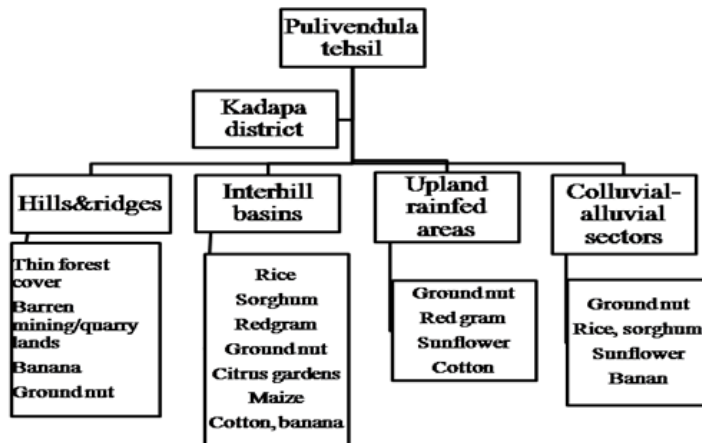 Pulivendula
tehsil
Kadapa
district
Hills&ridges
Interhill
basins
Upland
rainfed
areas
Colluvial-
alluvial
sectors
Thin forest
cover
Barren
mining/quarry
lands
Banana
Ground nut
Rice
Sorghum
Redgram
Ground nut
Citrus gardens
Maize
Cotton, banana
Ground nut
Red gram
Sunflower
Cotton
Ground nut
Rice, sorghum
Sunflower
Banan